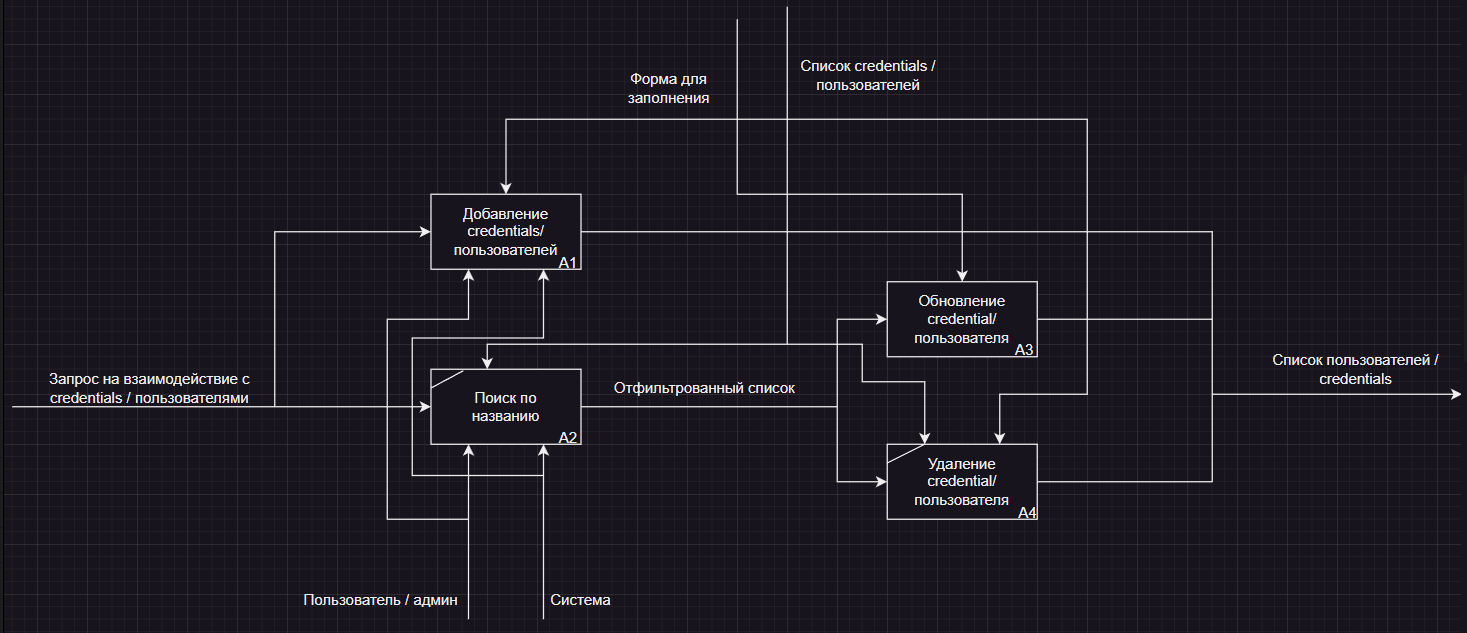 Список credentials /
пользователей
Форма для
заполнения
Добавление
credentials/
пользователей
A1
Обновление
credential/
пользователя
A3
Запрос на взаимодействие с
credentials / пользователями
Поиск по
названию
A2
Отфильтрованный список
Список пользователей /
credentials
Удаление
credential/
пользователя
A4
Пользователь / админ
Система